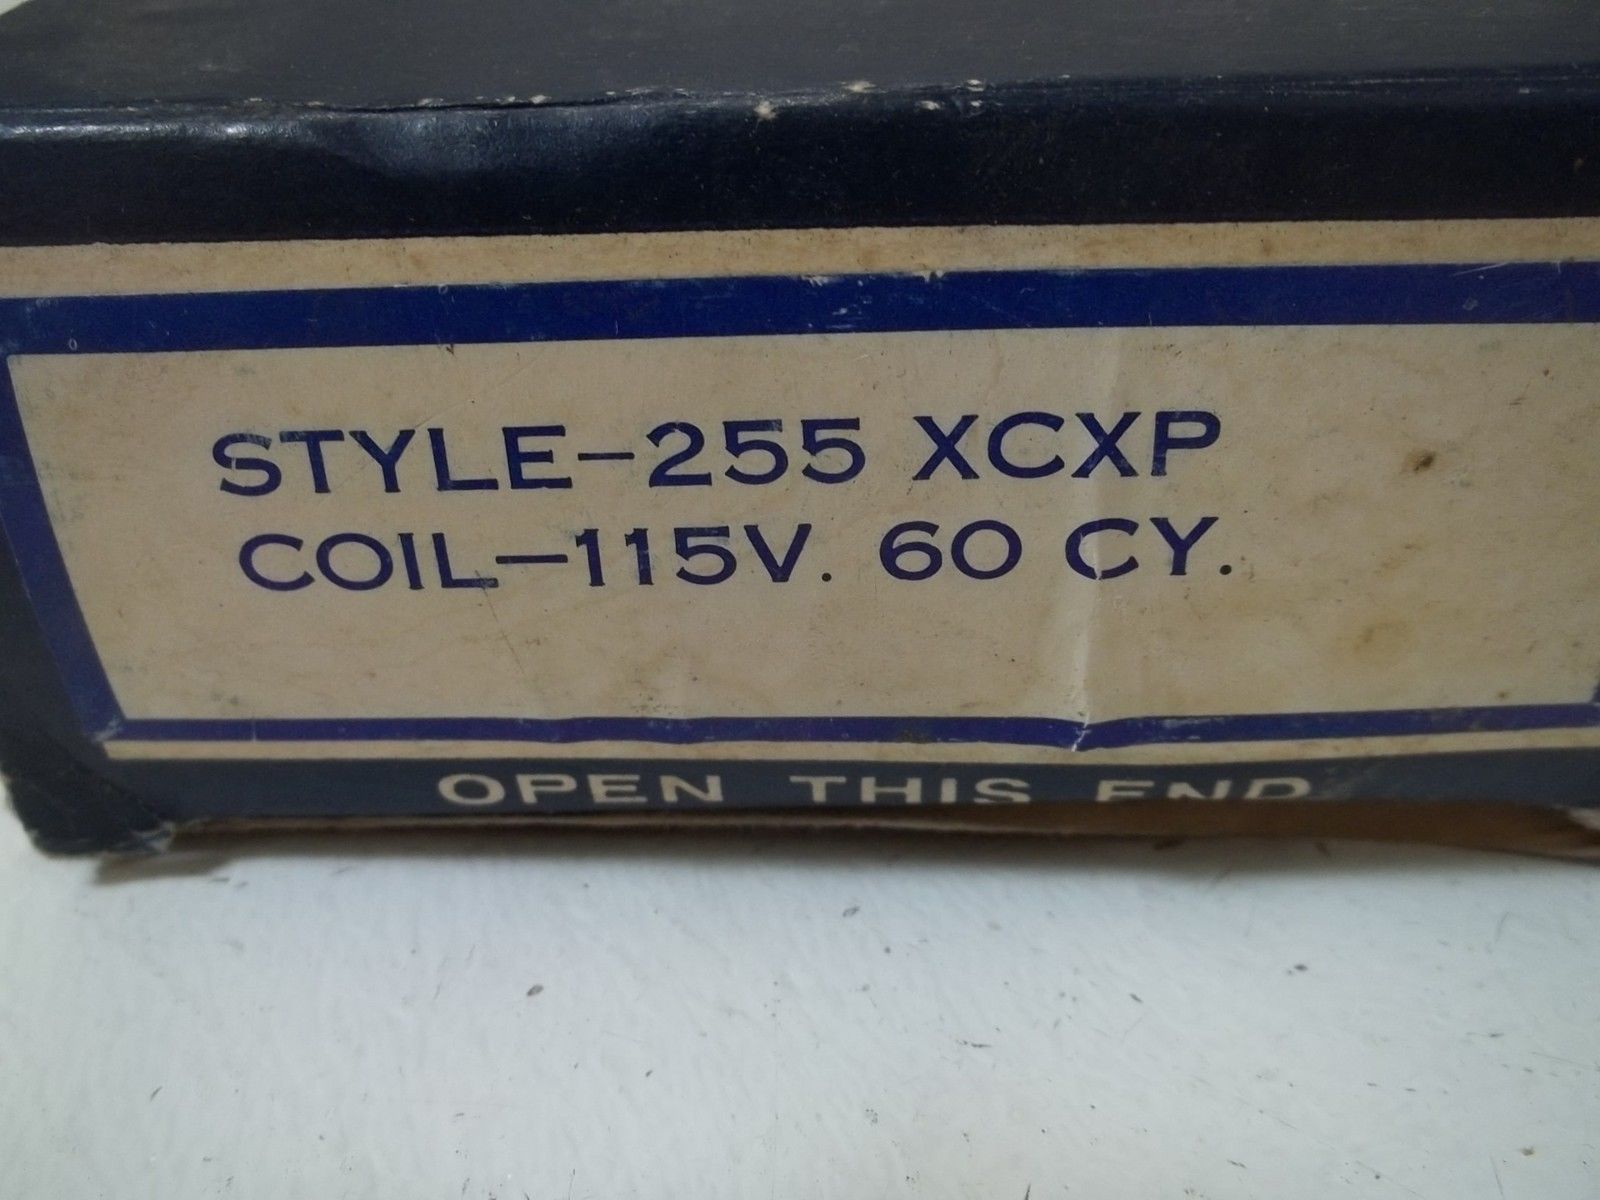 STYLE-255 XCXP
COIL-115V. 60 CY.
OPEN THIS END